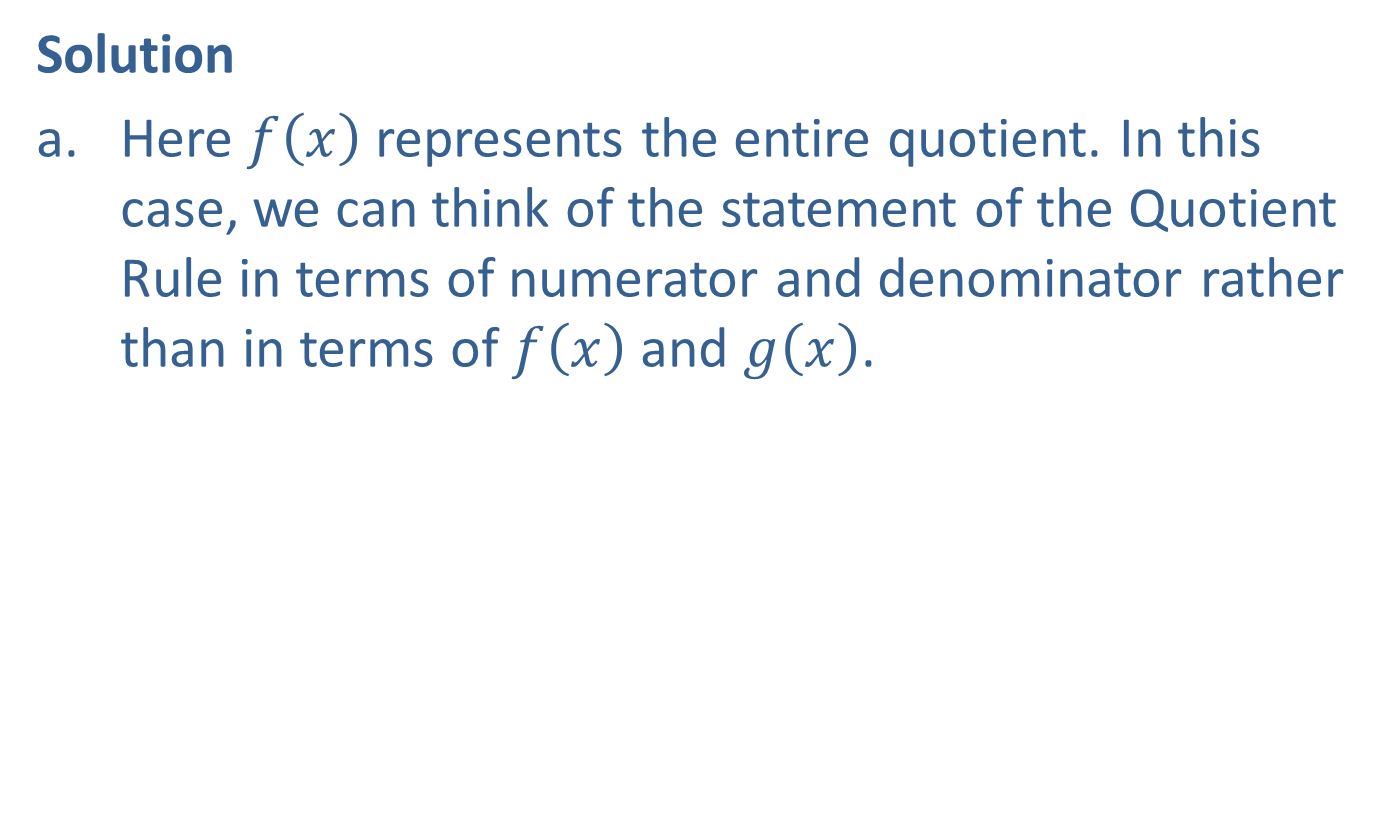 Solution
a. Here f(x) represents the entire quotient. In this
case, we can think of the statement of the Quotient
Rule in terms of numerator and denominator rather
than in terms of f(x) and g(x).